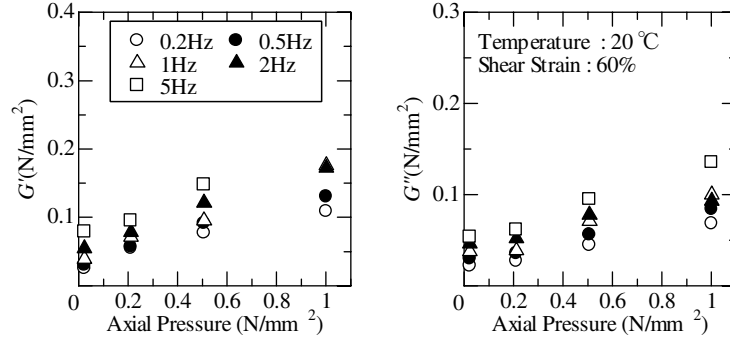 0.2Hz 0.5Hz
1Hz 2Hz
5Hz
0.4
0.3
0.2
0.1
0 0.2 0.4 0.6 0.8 1
G'(N/mm²)
Axial Pressure (N/mm ²)
Temperature : 20 ℃
Shear Strain : 60%
0.3
0.2
0.1
0 0.2 0.4 0.6 0.8 1
G''(N/mm²)
Axial Pressure (N/mm ²)